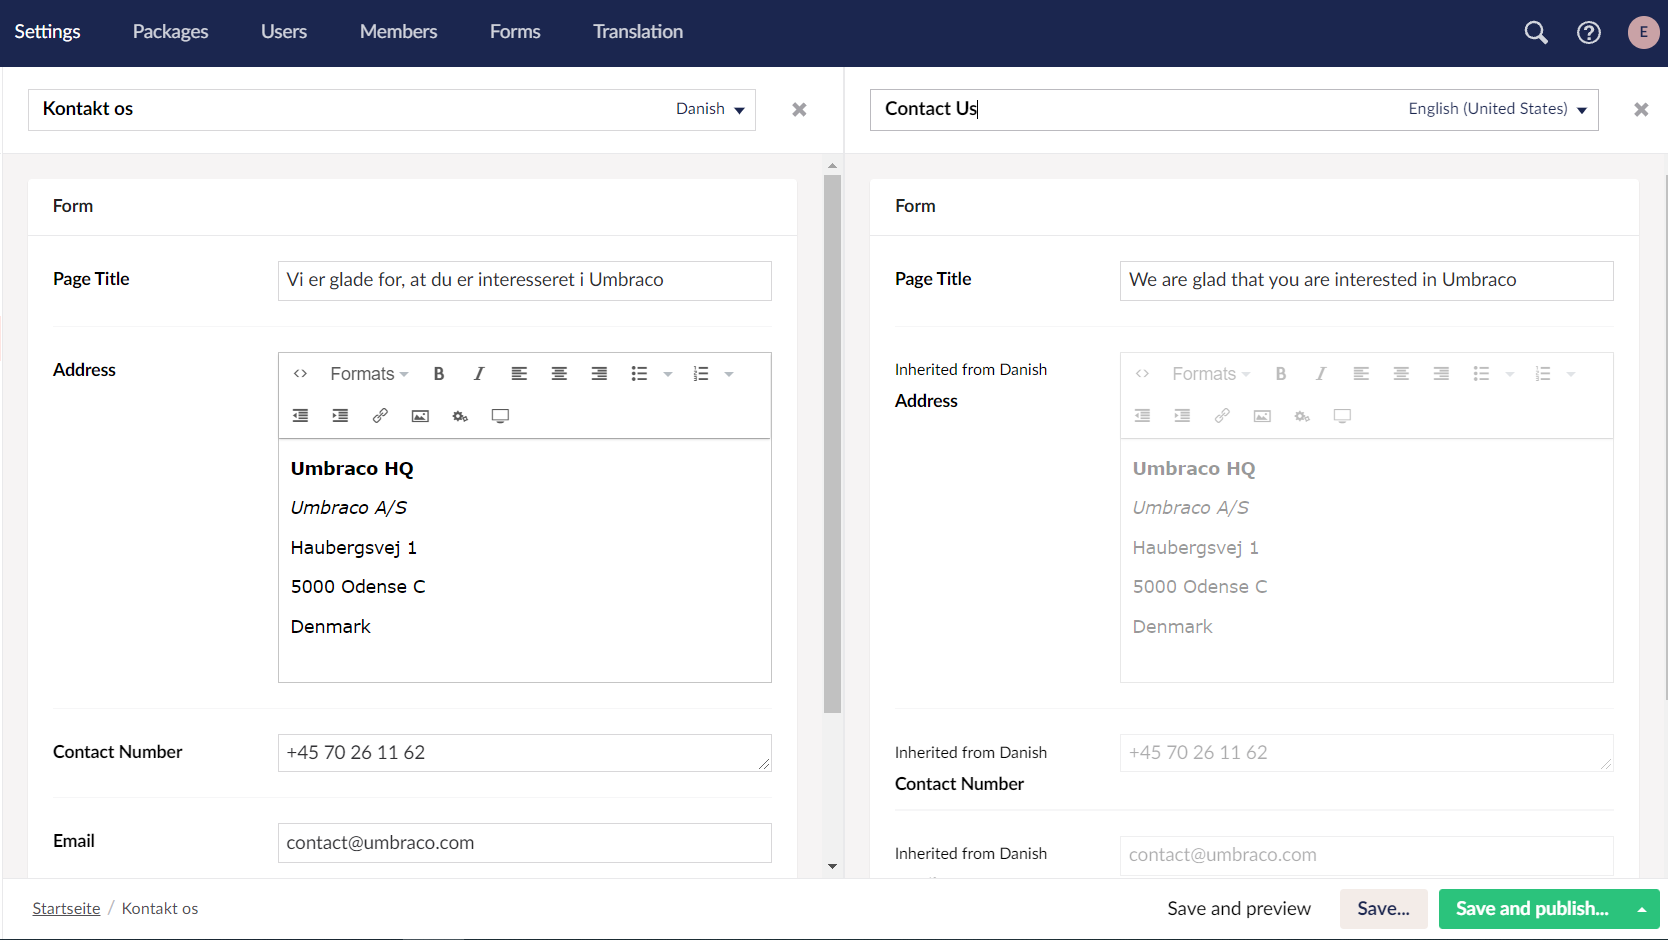 Settings Packages Users Members Forms Translation E
Kontakt os Danish
Form
Page Title Vi er glade for, at du er interesseret i Umbraco
Address
Formats B I
Umbraco HQ
Umbraco A/S
Haubergsvej 1
5000 Odense C
Denmark
Contact Number +45 70 26 11 62
Email contact@umbraco.com
Contact Us English (United States)
Form
Page Title We are glad that you are interested in Umbraco
Inherited from Danish
Address
Formats B I
Umbraco HQ
Umbraco A/S
Haubergsvej 1
5000 Odense C
Denmark
Inherited from Danish
Contact Number
+45 70 26 11 62
Inherited from Danish
contact@umbraco.com
Startseite / Kontakt os
Save and preview Save... Save and publish...